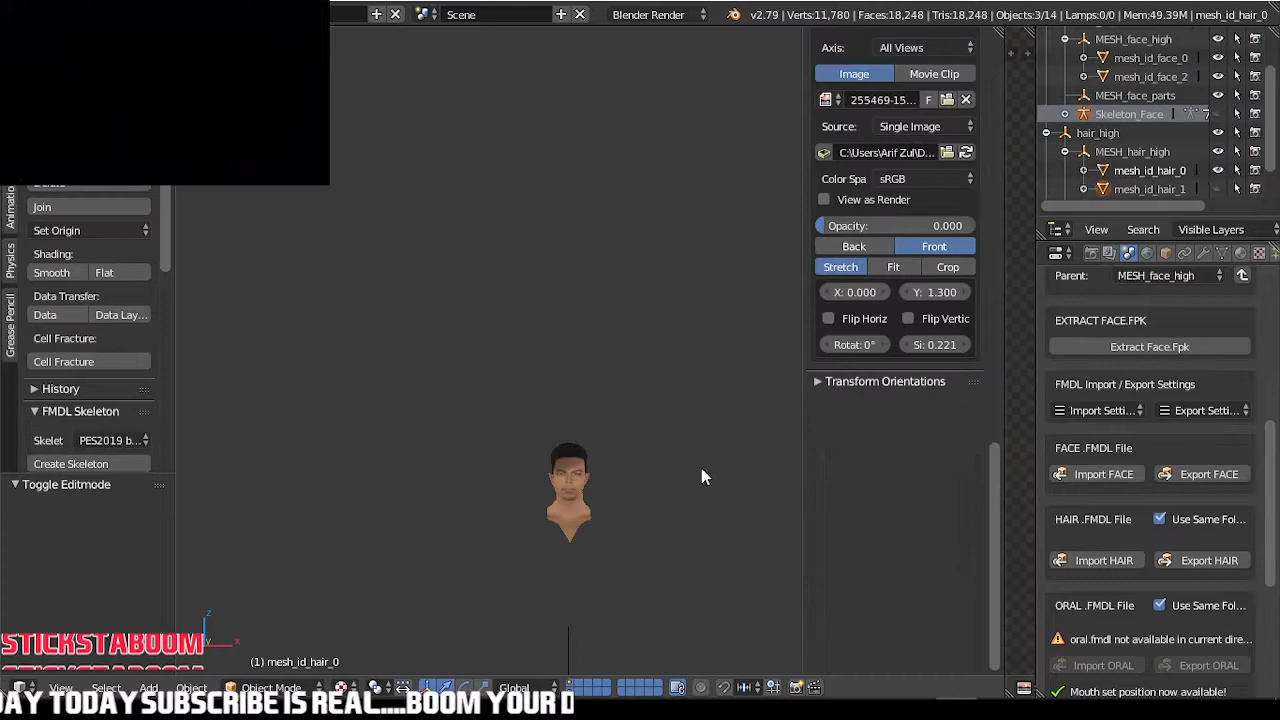 Scene
Blender Render
v2.79 | Verts:11,780 | Faces:18,248 | Tris:18,248 | Objects:3/14 | Lamps:0/0 | Mem:49.39M | mesh_id_hair_0
Axis: All Views
Image Movie Clip
255469-15... F
Source: Single Image
C:\Users\Arif Zul\D...
Color Spa sRGB
View as Render
Opacity: 0.000
Back Front
Stretch Fit Crop
X: 0.000 Y: 1.300
Flip Horiz Flip Vertic
Rotat: 0° Si: 0.221
Transform Orientations
MESH_face_high
mesh_id_face_0
mesh_id_face_2
MESH_face_parts
Skeleton_Face
hair_high
MESH_hair_high
mesh_id_hair_0
mesh_id_hair_1
View Search Visible Layers
Parent: MESH_face_high
EXTRACT FACE.FPK
Extract Face.Fpk
FMDL Import / Export Settings
Import Setti... Export Setti...
FACE .FMDL File
Import FACE Export FACE
HAIR .FMDL File Use Same Fol...
Import HAIR Export HAIR
ORAL .FMDL File Use Same Fol...
oral.fmdl not available in current dire...
Import ORAL Export ORAL
Mouth set position now available!
Animation
Physics
Grease Pencil
Join
Set Origin
Shading:
Smooth Flat
Data Transfer:
Data Data Lay...
Cell Fracture:
Cell Fracture
History
FMDL Skeleton
Skelet PES2019 b...
Create Skeleton
Toggle Editmode
z
x
y
STICKSTABOOM
(1) mesh_id_hair_0
View Select Add Object Object Mode Global
DAY TODAY SUBSCRIBE IS REAL....BOOM YOUR D